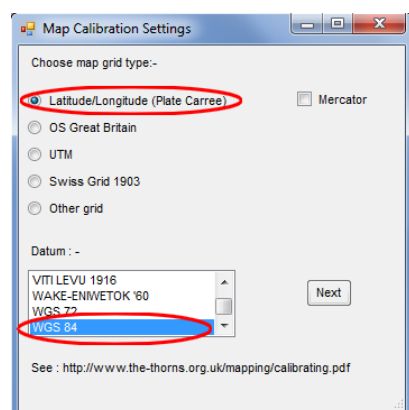 Map Calibration Settings
Choose map grid type:-
Latitude/Longitude (Plate Carree)
Mercator
OS Great Britain
UTM
Swiss Grid 1903
Other grid
Datum : -
VITI LEVU 1916
WAKE-ENIWETOK '60
WGS 72
WGS 84
Next
See : http://www.the-thorns.org.uk/mapping/calibrating.pdf